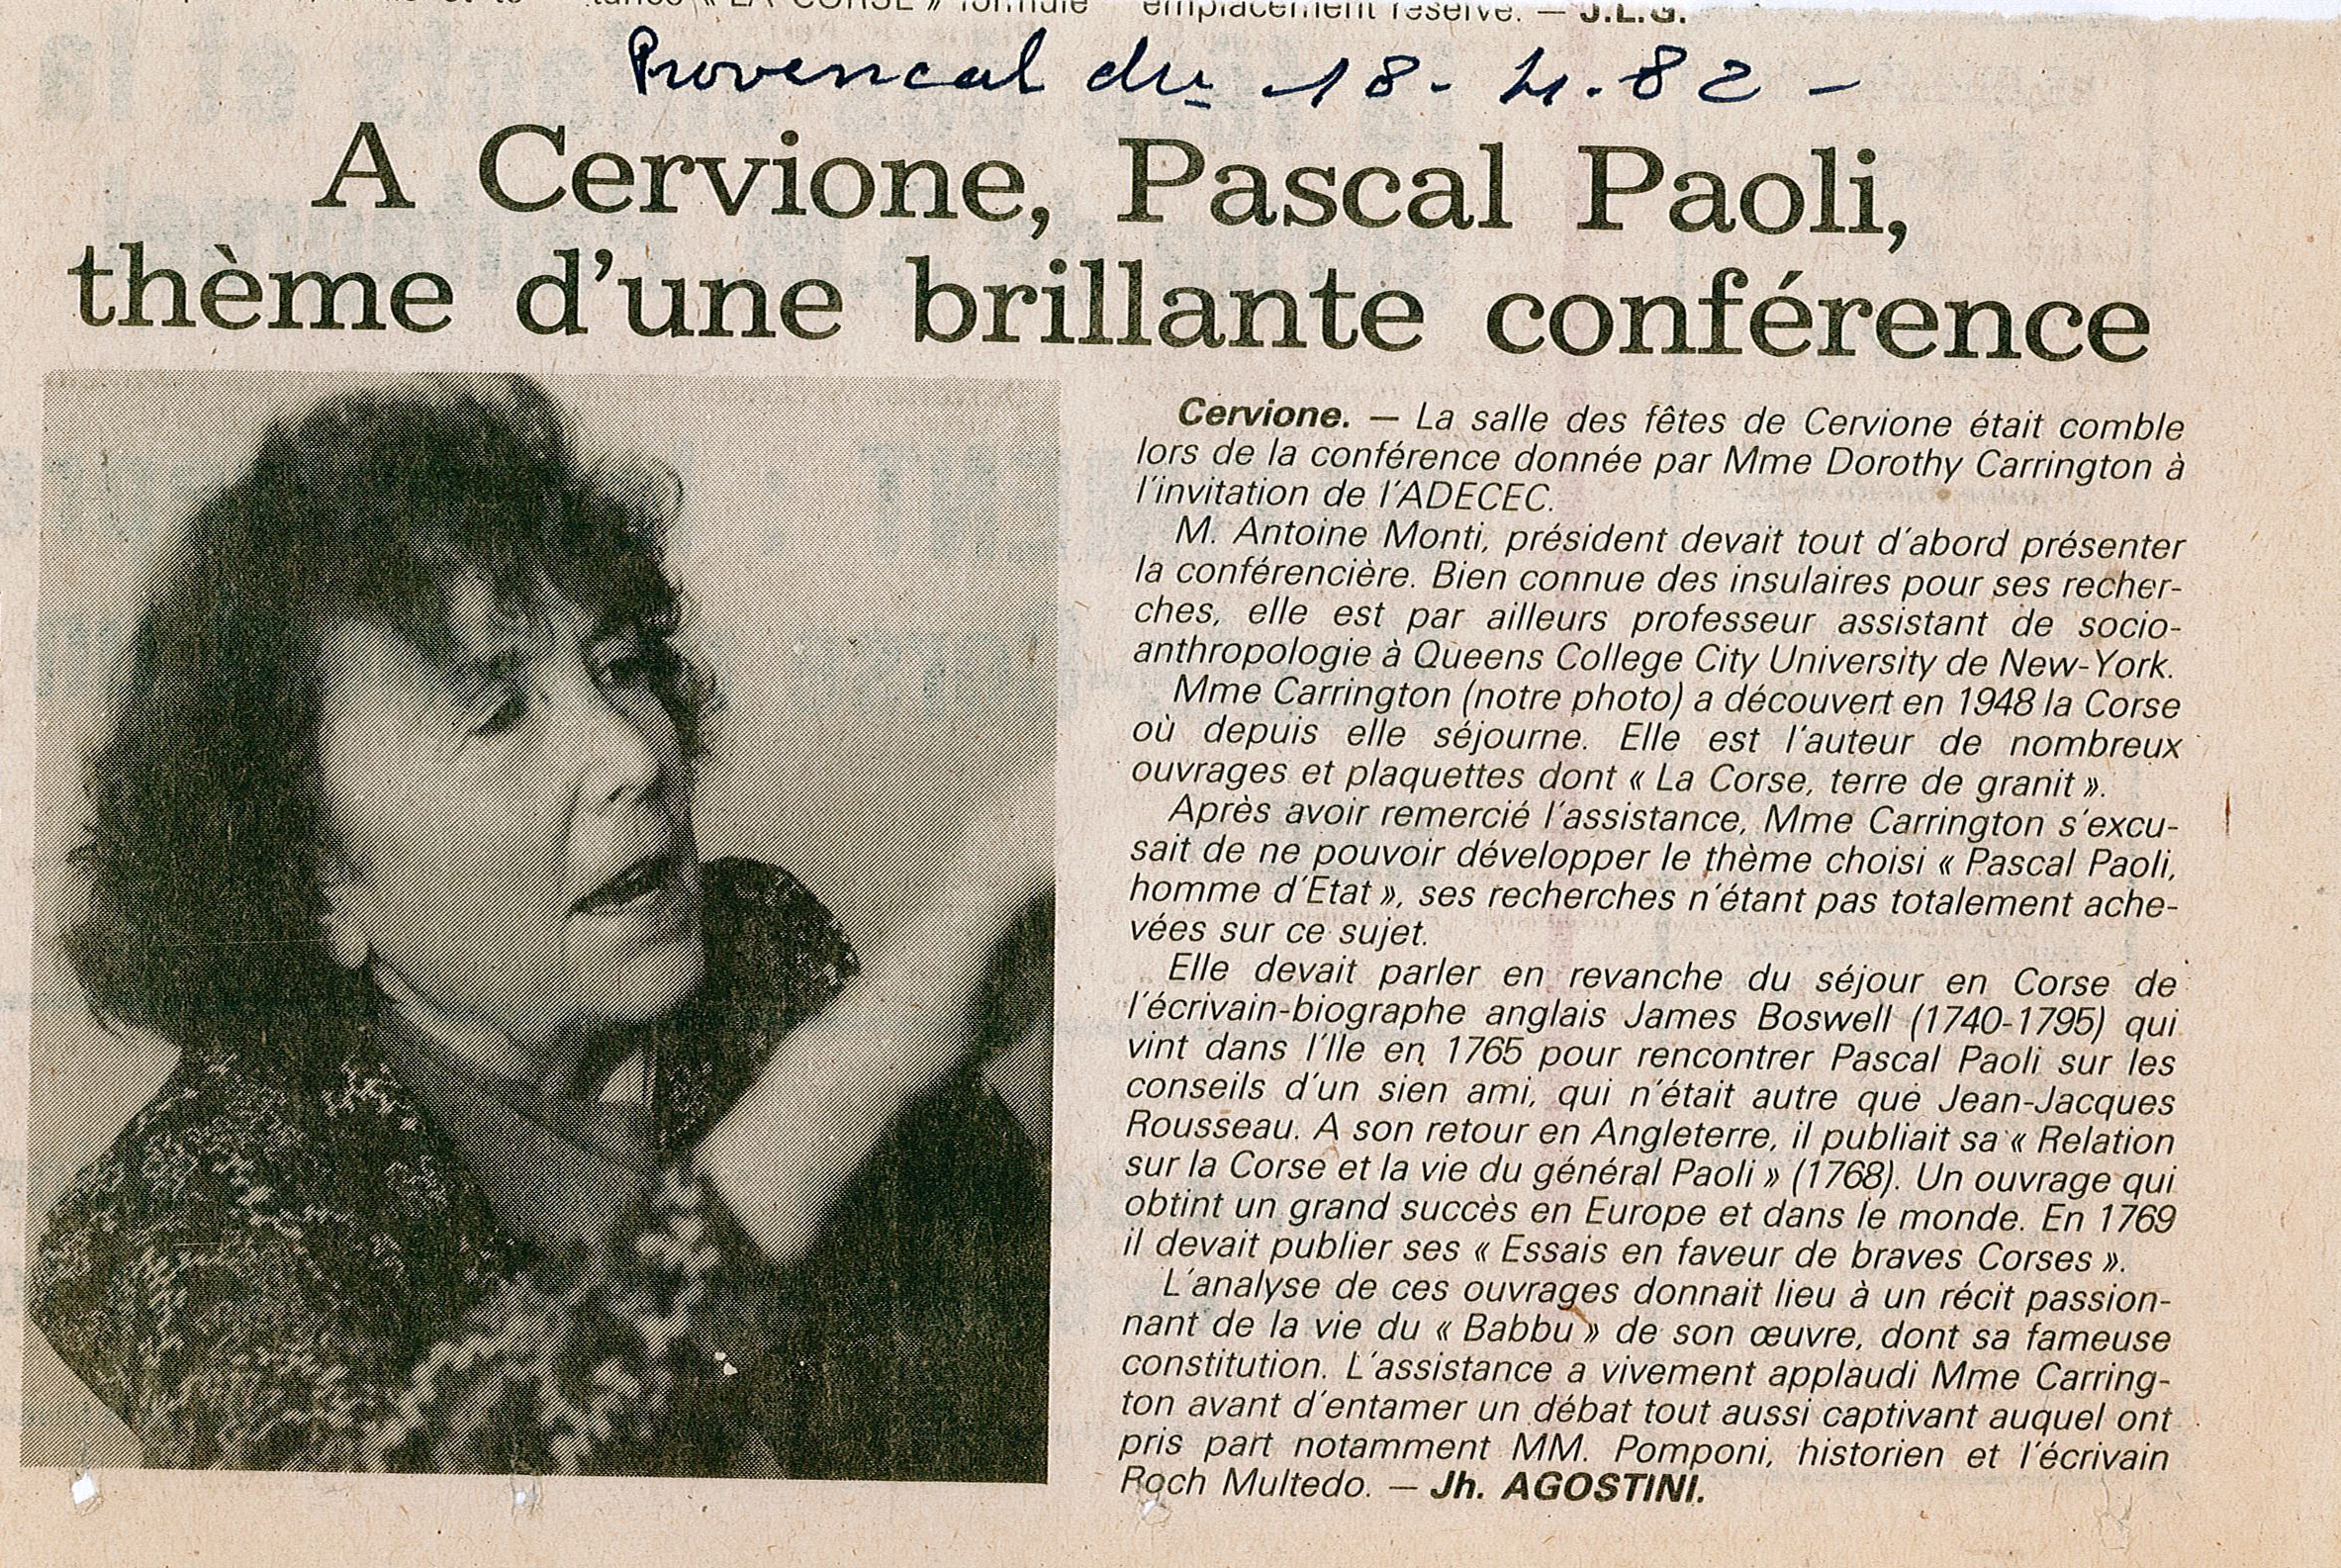 « LA CORSE » formule emplacement réservé. — J.L.G.
Provencal du 18-4.82 -
A Cervione, Pascal Paoli,
thème d'une brillante conférence
Cervione. — La salle des fêtes de Cervione était comble
lors de la conférence donnée par Mme Dorothy Carrington à
l'invitation de l'ADECEC.
M. Antoine Monti, président devait tout d'abord présenter
la conférencière. Bien connue des insulaires pour ses recher-
ches, elle est par ailleurs professeur assistant de socio-
anthropologie à Queens College City University de New-York.
Mme Carrington (notre photo) a découvert en 1948 la Corse
où depuis elle séjourne. Elle est l'auteur de nombreux
ouvrages et plaquettes dont « La Corse, terre de granit ».
Après avoir remercié l'assistance, Mme Carrington s'excu-
sait de ne pouvoir développer le thème choisi « Pascal Paoli,
homme d'Etat », ses recherches n'étant pas totalement ache-
vées sur ce sujet.
Elle devait parler en revanche du séjour en Corse de
l'écrivain-biographe anglais James Boswell (1740-1795) qui
vint dans l'Ile en 1765 pour rencontrer Pascal Paoli sur les
conseils d'un sien ami, qui n'était autre que Jean-Jacques
Rousseau. A son retour en Angleterre, il publiait sa « Relation
sur la Corse et la vie du général Paoli » (1768). Un ouvrage qui
obtint un grand succès en Europe et dans le monde. En 1769
il devait publier ses « Essais en faveur de braves Corses ».
L'analyse de ces ouvrages donnait lieu à un récit passion-
nant de la vie du « Babbu » de son œuvre, dont sa fameuse
constitution. L'assistance a vivement applaudi Mme Carring-
ton avant d'entamer un débat tout aussi captivant auquel ont
pris part notamment MM. Pomponi, historien et l'écrivain
Roch Multedo. — Jh. AGOSTINI.